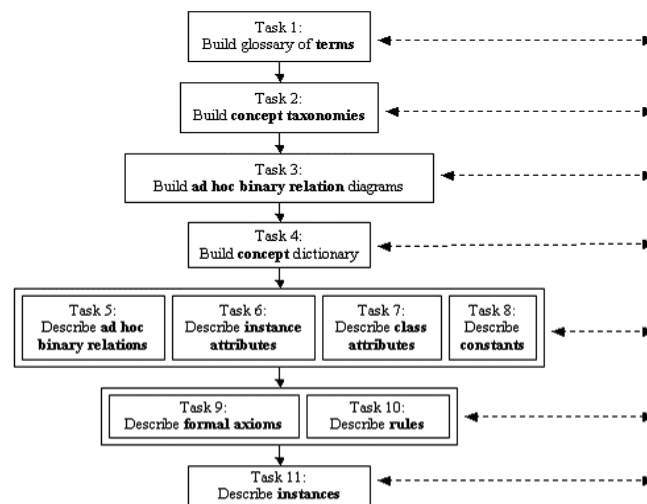 Task 1:
Build glossary of terms
Task 2:
Build concept taxonomies
Task 3:
Build ad hoc binary relation diagrams
Task 4:
Build concept dictionary
Task 5:
Describe ad hoc
binary relations
Task 6:
Describe instance
attributes
Task 7:
Describe class
attributes
Task 8:
Describe
constants
Task 9:
Describe formal axioms
Task 10:
Describe rules
Task 11:
Describe instances